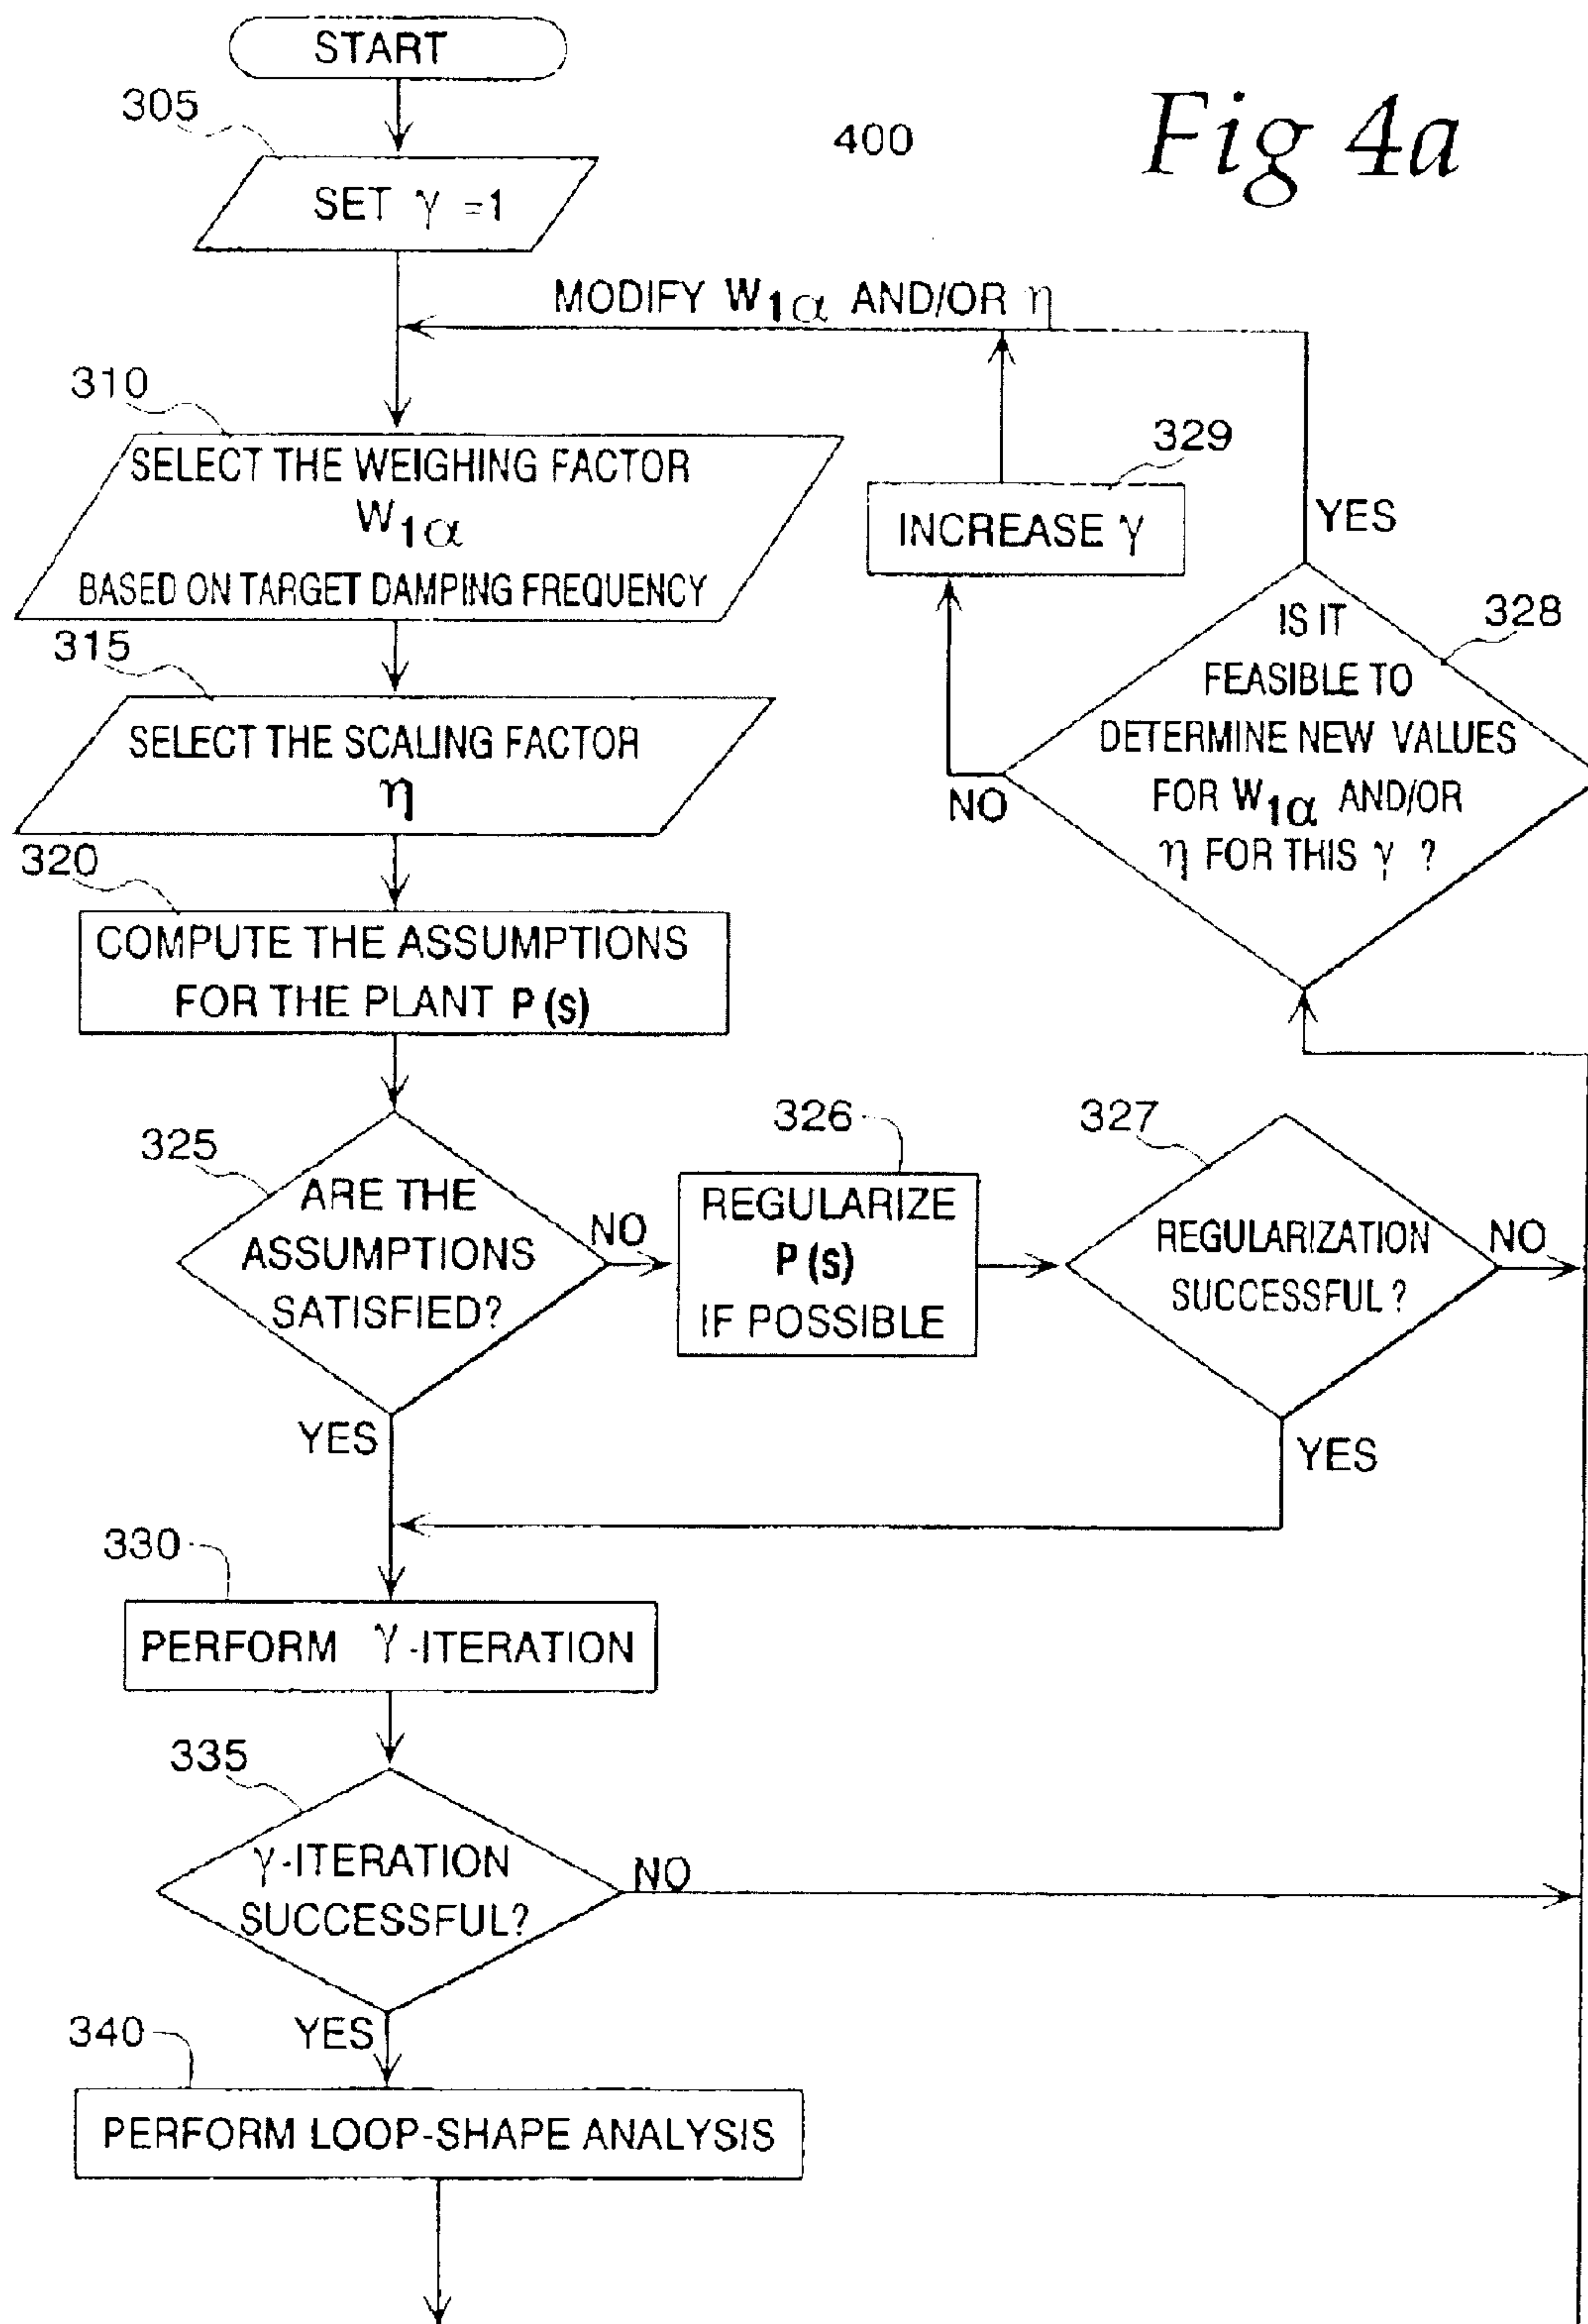 START
Fig 4a
305
400
SET γ =1
MODIFY W1α AND/OR η
310
SELECT THE WEIGHING FACTOR
W1α
BASED ON TARGET DAMPING FREQUENCY
329
INCREASE γ
YES
328
IS IT
FEASIBLE TO
DETERMINE NEW VALUES
FOR W1α AND/OR
η FOR THIS γ ?
NO
315
SELECT THE SCALING FACTOR
η
320
COMPUTE THE ASSUMPTIONS
FOR THE PLANT P(s)
325
ARE THE
ASSUMPTIONS
SATISFIED?
NO
326
REGULARIZE
P(s)
IF POSSIBLE
327
REGULARIZATION
SUCCESSFUL?
NO
YES
YES
330
PERFORM γ-ITERATION
335
γ-ITERATION
SUCCESSFUL?
NO
YES
340
PERFORM LOOP-SHAPE ANALYSIS